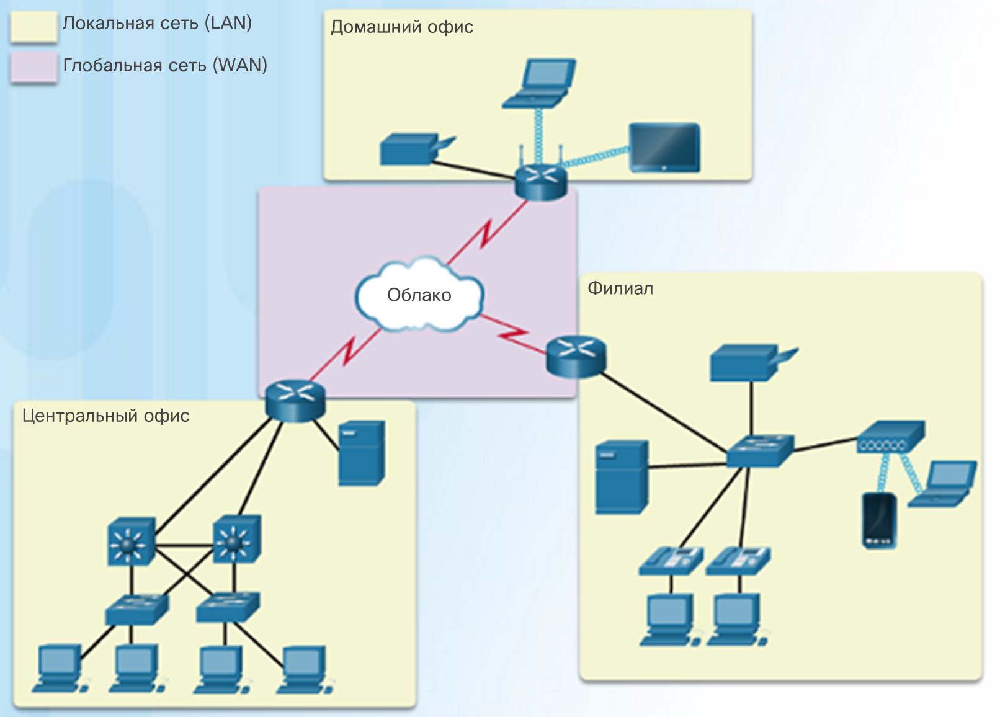 Локальная сеть (LAN)
Глобальная сеть (WAN)
Домашний офис
Облако
Филиал
Центральный офис